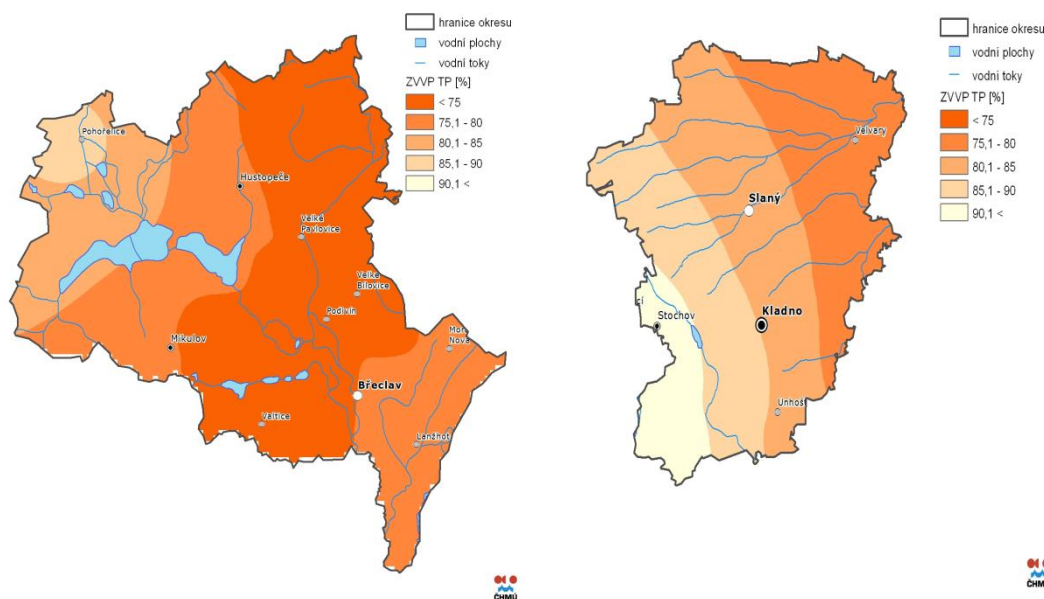 hranice okresu
vodní plochy
vodní toky
ZVVP TP [%]
< 75
75,1 - 80
80,1 - 85
85,1 - 90
90,1 <
Pohořelice
Hustopeče
Velké
Pavlovice
Velké
Bílovice
Podivín
Mikulov
Mor.
Nová
Břeclav
Valtice
Lanžhot
ČHMÚ
hranice okresu
vodní plochy
vodní toky
ZVVP TP [%]
< 75
75,1 - 80
80,1 - 85
85,1 - 90
90,1 <
Velvary
Slaný
Stochov
Kladno
Unhošť
ČHMÚ